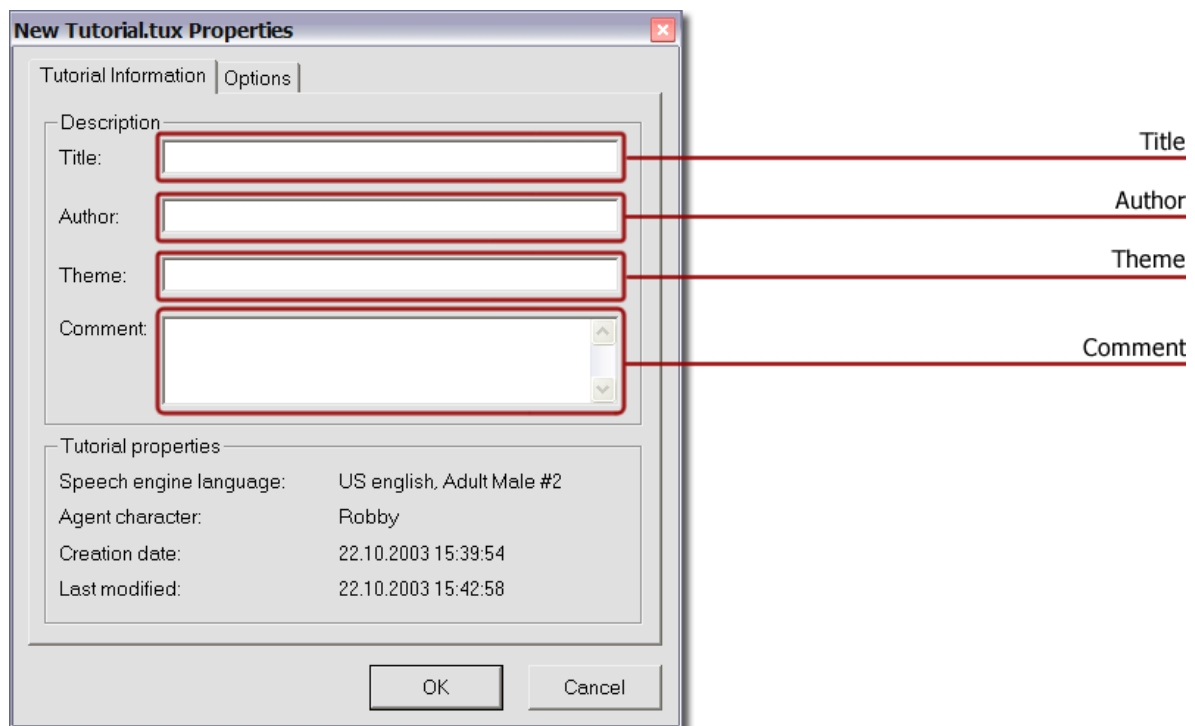 New Tutorial.tux Properties
Tutorial Information
Options
Description
Title:
Author:
Theme:
Comment:
Title
Author
Theme
Comment
Tutorial properties
Speech engine language: US english, Adult Male #2
Agent character: Robby
Creation date: 22.10.2003 15:39:54
Last modified: 22.10.2003 15:42:58
OK
Cancel